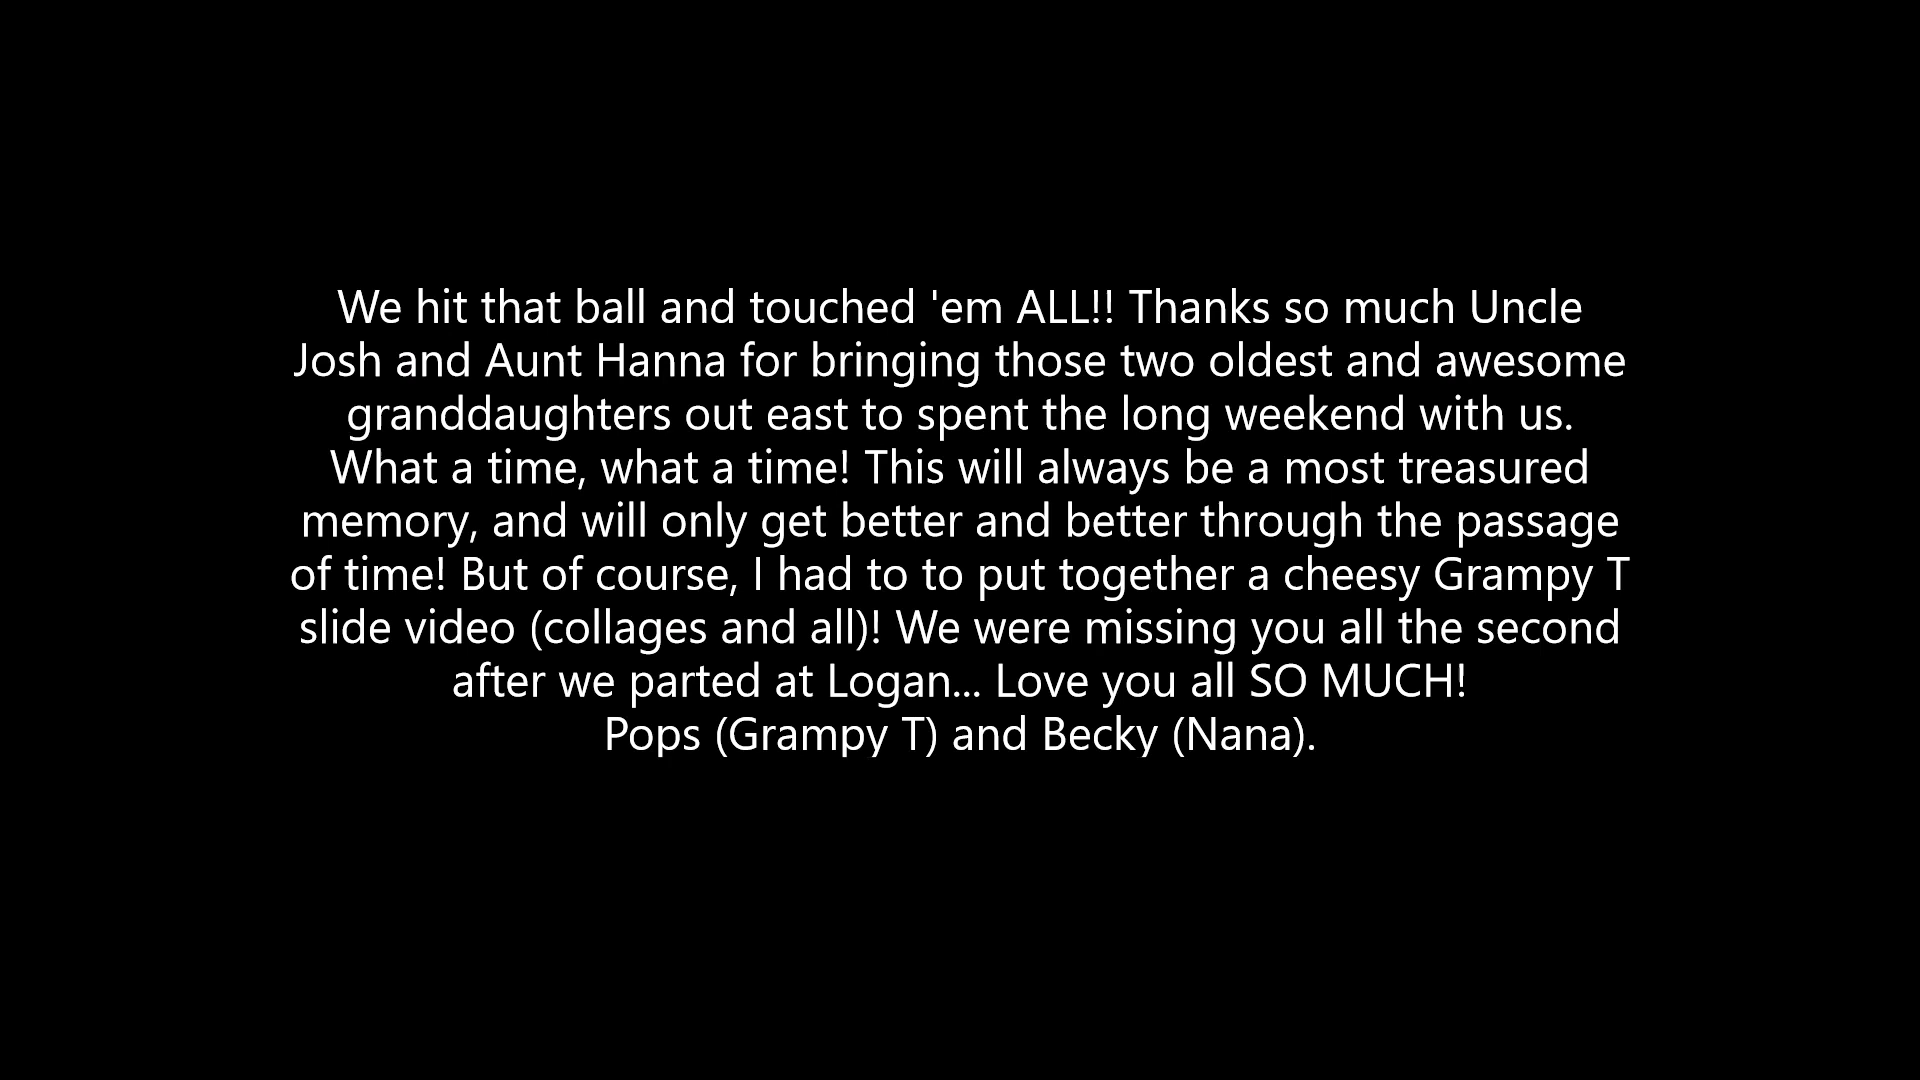 We hit that ball and touched 'em ALL!! Thanks so much Uncle
Josh and Aunt Hanna for bringing those two oldest and awesome
granddaughters out east to spent the long weekend with us.
What a time, what a time! This will always be a most treasured
memory, and will only get better and better through the passage
of time! But of course, I had to to put together a cheesy Grampy T
slide video (collages and all)! We were missing you all the second
after we parted at Logan... Love you all SO MUCH!
Pops (Grampy T) and Becky (Nana).